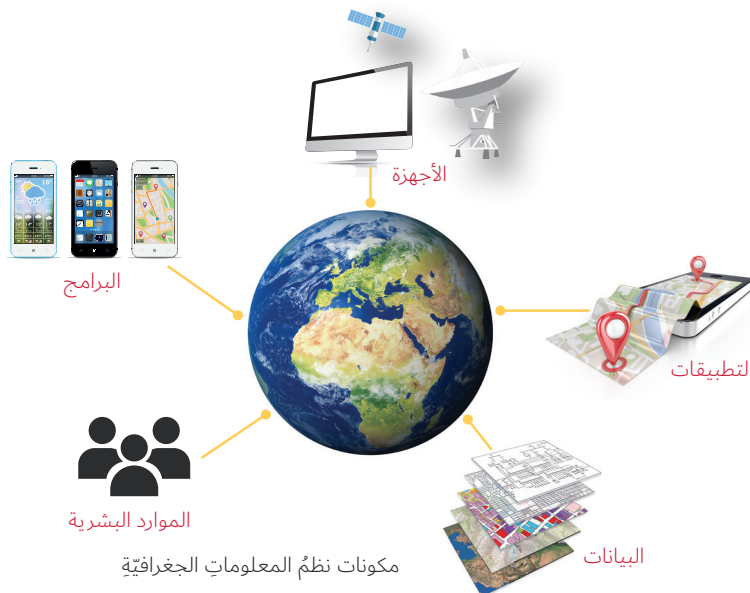 الأجهزة
البرامج
لتطبيقات
الموارد البشرية
البيانات
مكونات نظمُ المعلوماتِ الجغرافيّةِ